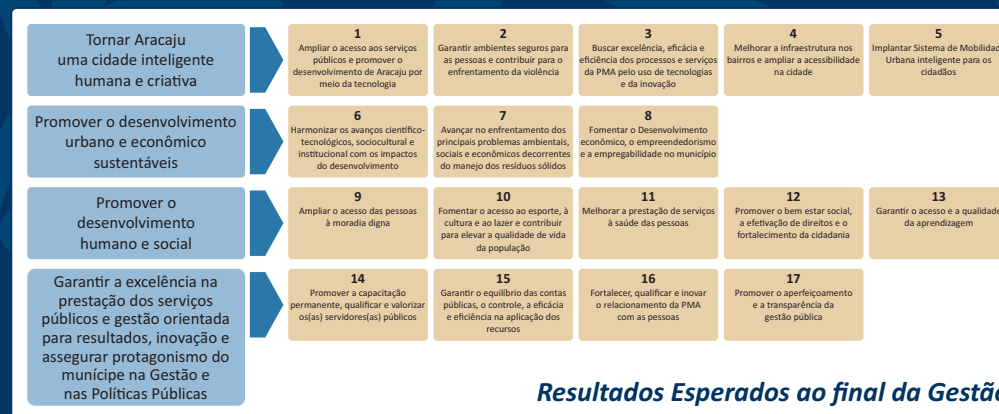 Tornar Aracaju
uma cidade inteligente
humana e criativa
1
Ampliar o acesso aos serviços
públicos e promover o
desenvolvimento de Aracaju por
meio da tecnologia
2
Garantir ambientes seguros para
as pessoas e contribuir para o
enfrentamento da violência
3
Buscar excelência, eficácia e
eficiência dos processos e serviços
da PMA pelo uso de tecnologias
e da inovação
4
Melhorar a infraestrutura nos
bairros e ampliar a acessibilidade
na cidade
5
Implantar Sistema de Mobilidad
Urbana inteligente para os
cidadãos
Promover o desenvolvimento
urbano e econômico
sustentáveis
6
Harmonizar os avanços científico-
tecnológicos, sociocultural e
institucional com os impactos
do desenvolvimento
7
Avançar no enfrentamento dos
principais problemas ambientais,
sociais e econômicos decorrentes
do manejo dos resíduos sólidos
8
Fomentar o Desenvolvimento
econômico, o empreendedorismo
e a empregabilidade no município
Promover o
desenvolvimento
humano e social
9
Ampliar o acesso das pessoas
à moradia digna
10
Fomentar o acesso ao esporte, à
cultura e ao lazer e contribuir
para elevar a qualidade de vida
da população
11
Melhorar a prestação de serviços
à saúde das pessoas
12
Promover o bem estar social,
a efetivação de direitos e o
fortalecimento da cidadania
13
Garantir o acesso e a qualidade
da aprendizagem
Garantir a excelência na
prestação dos serviços
públicos e gestão orientada
para resultados, inovação e
assegurar protagonismo do
munícipe na Gestão e
nas Políticas Públicas
14
Promover a capacitação
permanente, qualificar e valorizar
os(as) servidores(as) públicos
15
Garantir o equilíbrio das contas
públicas, o controle, a eficácia
e eficiência na aplicação dos
recursos
16
Fortalecer, qualificar e inovar
o relacionamento da PMA
com as pessoas
17
Promover o aperfeiçoamento
e a transparência da
gestão pública
Resultados Esperados ao final da Gestão